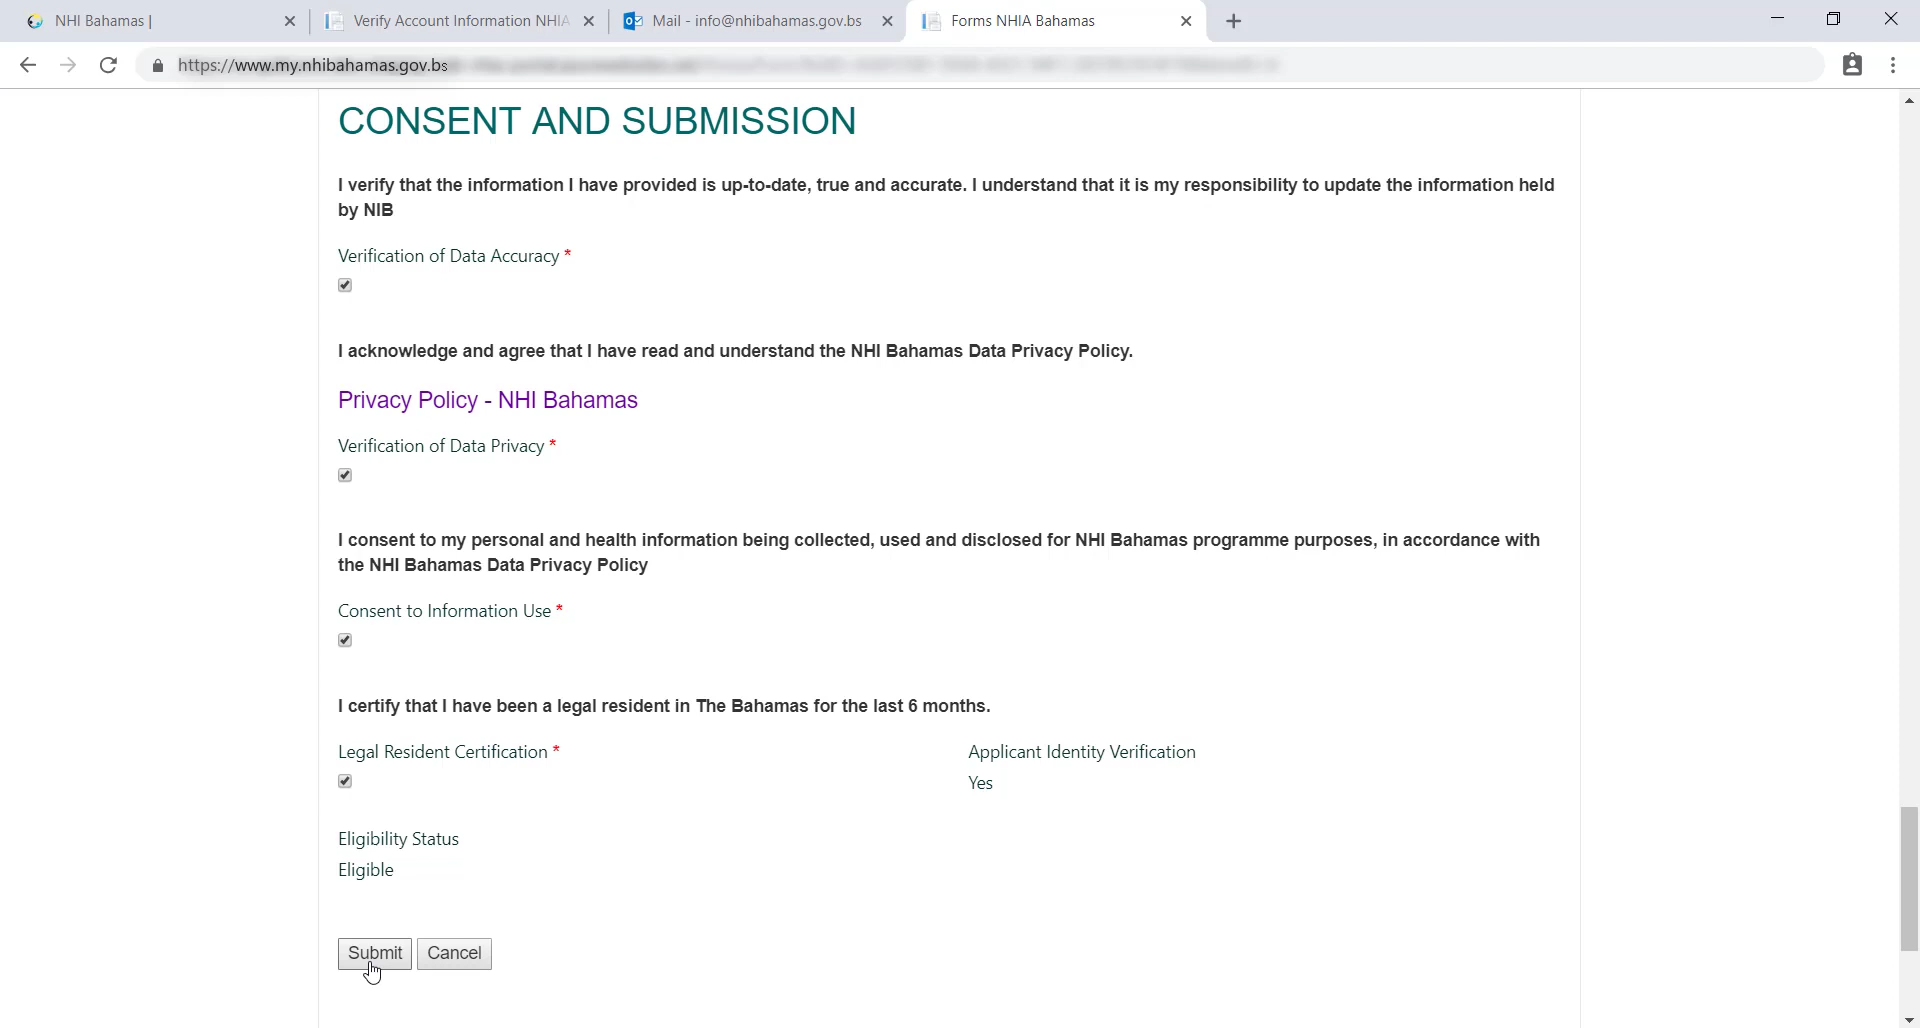 NHI Bahamas |
Verify Account Information NHIA
Mail - info@nhibahamas.gov.bs
Forms NHIA Bahamas
https://www.my.nhibahamas.gov.bs
CONSENT AND SUBMISSION
I verify that the information I have provided is up-to-date, true and accurate. I understand that it is my responsibility to update the information held
by NIB
Verification of Data Accuracy *
I acknowledge and agree that I have read and understand the NHI Bahamas Data Privacy Policy.
Privacy Policy - NHI Bahamas
Verification of Data Privacy *
I consent to my personal and health information being collected, used and disclosed for NHI Bahamas programme purposes, in accordance with
the NHI Bahamas Data Privacy Policy
Consent to Information Use *
I certify that I have been a legal resident in The Bahamas for the last 6 months.
Legal Resident Certification *
Applicant Identity Verification
Yes
Eligibility Status
Eligible
Submit Cancel